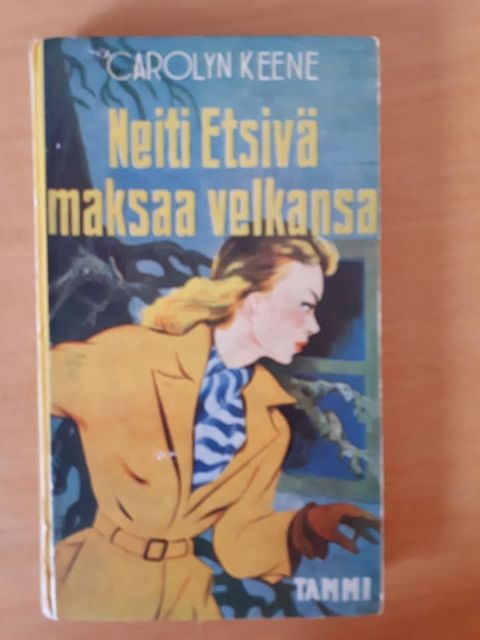 CAROLYN KEENE
Neiti Etsivä
maksaa velkansa
TAMMI